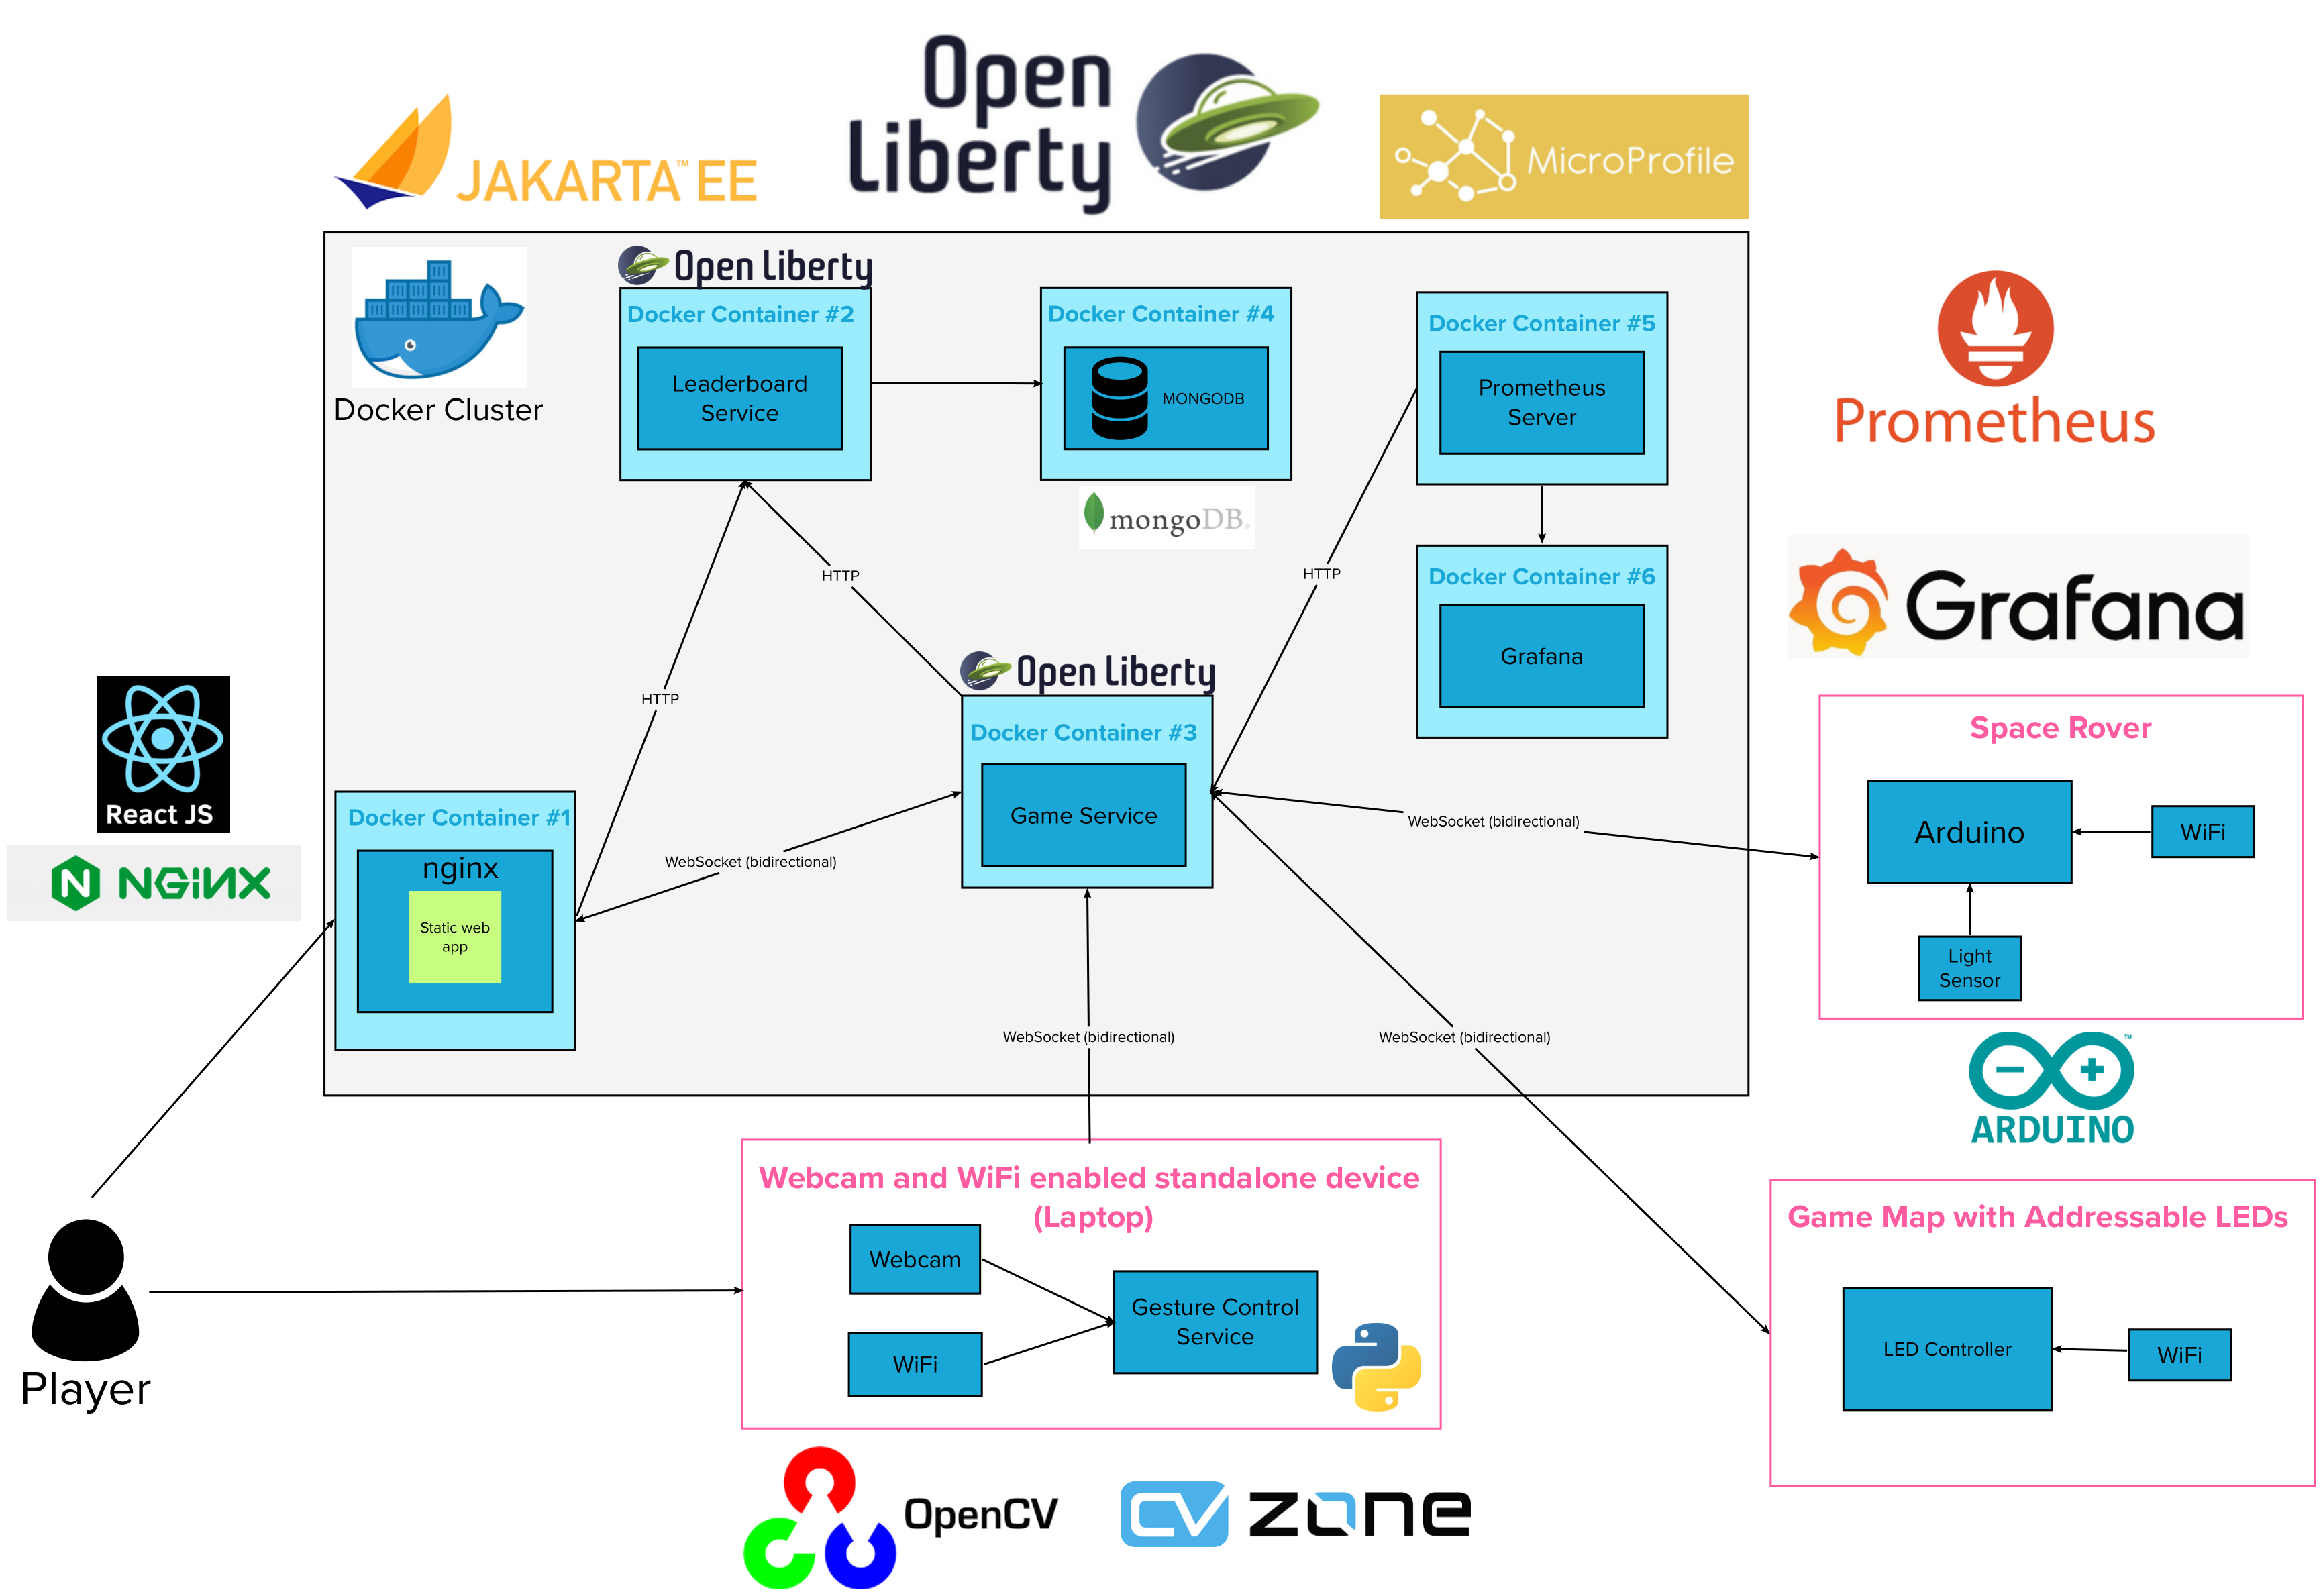 Open
Liberty
JAKARTA™ EE
MicroProfile
Docker Cluster
Open Liberty
Docker Container #2
Leaderboard
Service
Docker Container #4
MONGODB
mongoDB®
Docker Container #5
Prometheus
Server
Prometheus
HTTP
HTTP
HTTP
Docker Container #6
Grafana
Grafana
Open Liberty
Docker Container #3
Game Service
React JS
NGINX
Docker Container #1
nginx
Static web
app
WebSocket (bidirectional)
WebSocket (bidirectional)
WebSocket (bidirectional)
WebSocket (bidirectional)
Space Rover
Arduino
WiFi
Light
Sensor
ARDUINO™
Player
Webcam and WiFi enabled standalone device
(Laptop)
Webcam
WiFi
Gesture Control
Service
Game Map with Addressable LEDs
LED Controller
WiFi
OpenCV
CV zone